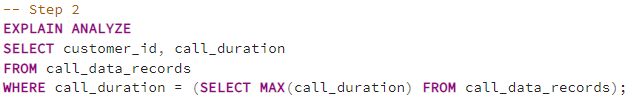 -- Step 2
EXPLAIN ANALYZE
SELECT customer_id, call_duration
FROM call_data_records
WHERE call_duration = (SELECT MAX(call_duration) FROM call_data_records);